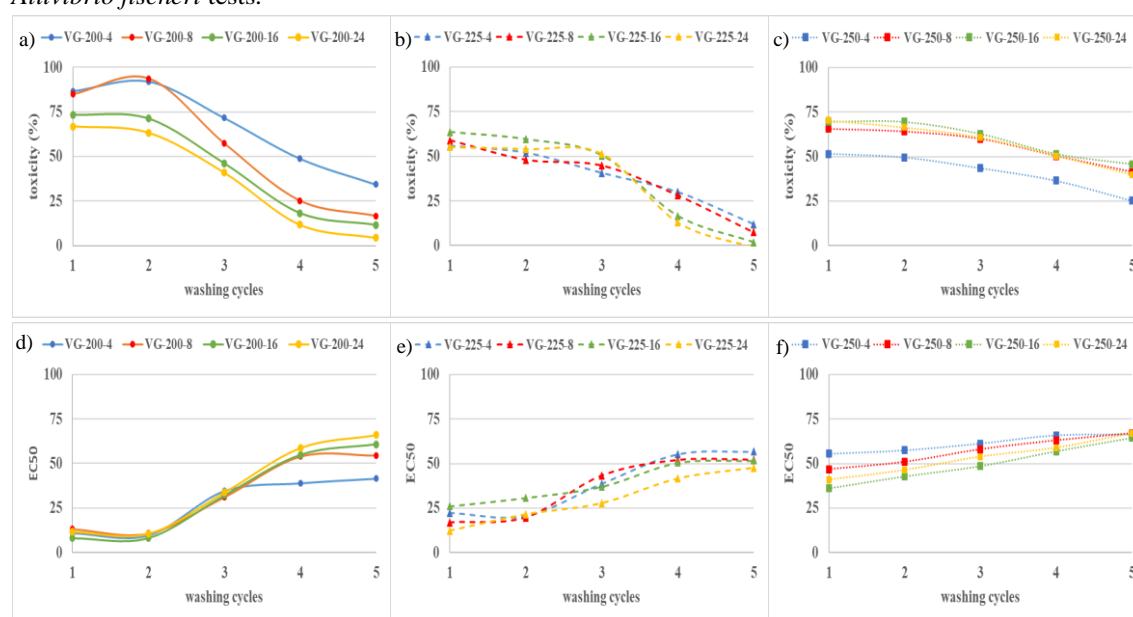 Aliivibrio fischeri tests.
a) VG-200-4 VG-200-8 VG-200-16 VG-200-24
100
75
50
25
0
toxicity (%)
1 2 3 4 5
washing cycles
b) VG-225-4 VG-225-8 VG-225-16 VG-225-24
100
75
50
25
0
toxicity (%)
1 2 3 4 5
washing cycles
c) VG-250-4 VG-250-8 VG-250-16 VG-250-24
100
75
50
25
0
toxicity (%)
1 2 3 4 5
washing cycles
d) VG-200-4 VG-200-8 VG-200-16 VG-200-24
100
75
50
25
0
EC50
1 2 3 4 5
washing cycles
e) VG-225-4 VG-225-8 VG-225-16 VG-225-24
100
75
50
25
0
EC50
1 2 3 4 5
washing cycles
f) VG-250-4 VG-250-8 VG-250-16 VG-250-24
100
75
50
25
0
EC50
1 2 3 4 5
washing cycles